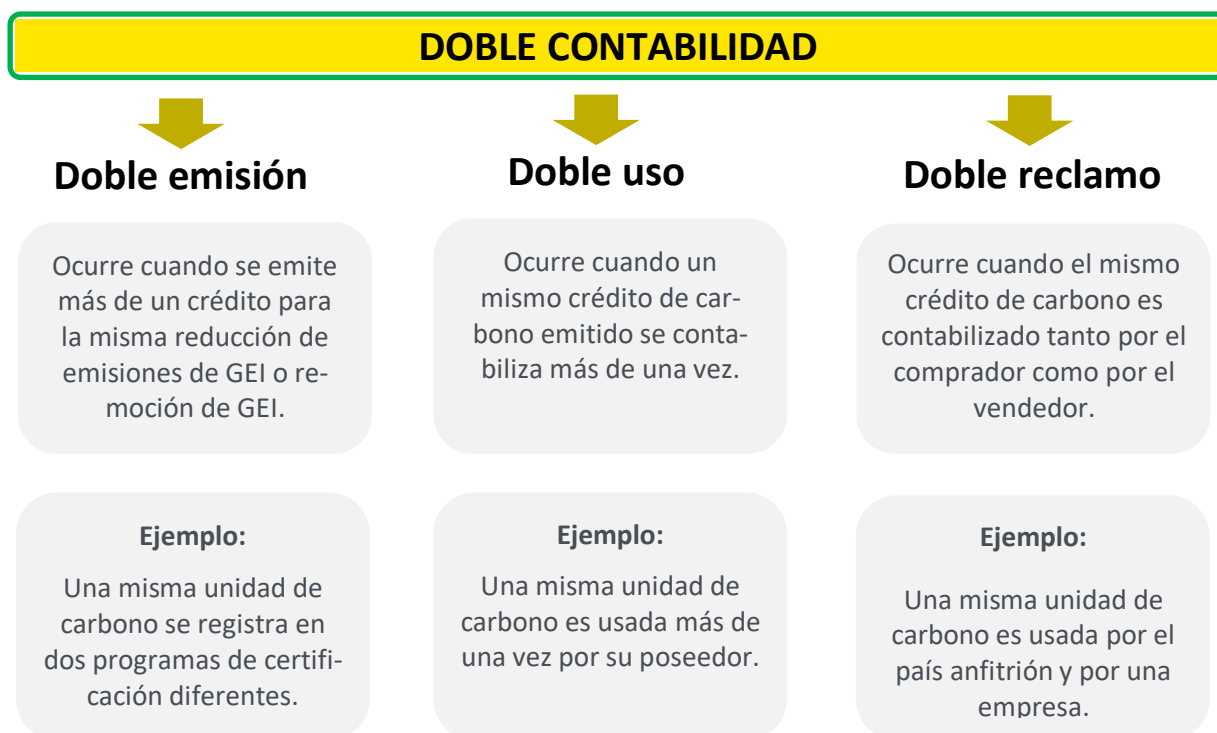 DOBLE CONTABILIDAD
Doble emisión
Ocurre cuando se emite
más de un crédito para
la misma reducción de
emisiones de GEI o re-
moción de GEI.
Ejemplo:
Una misma unidad de
carbono se registra en
dos programas de certifi-
cación diferentes.
Doble uso
Ocurre cuando un
mismo crédito de car-
bono emitido se conta-
biliza más de una vez.
Ejemplo:
Una misma unidad de
carbono es usada más de
una vez por su poseedor.
Doble reclamo
Ocurre cuando el mismo
crédito de carbono es
contabilizado tanto por el
comprador como por el
vendedor.
Ejemplo:
Una misma unidad de
carbono es usada por el
país anfitrión y por una
empresa.